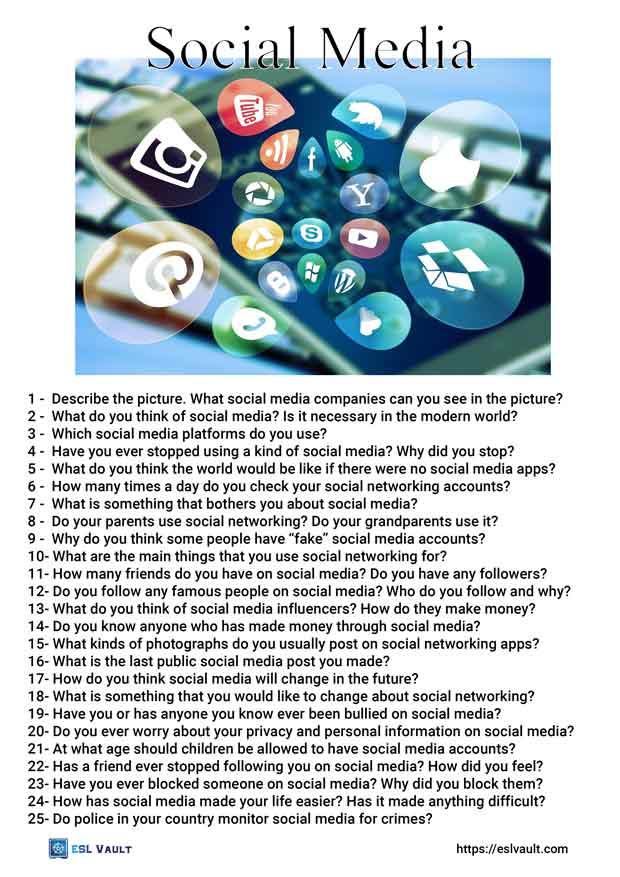 Social Media
Tube
f
Y
S
1 - Describe the picture. What social media companies can you see in the picture?
2 - What do you think of social media? Is it necessary in the modern world?
3 - Which social media platforms do you use?
4 - Have you ever stopped using a kind of social media? Why did you stop?
5 - What do you think the world would be like if there were no social media apps?
6 - How many times a day do you check your social networking accounts?
7 - What is something that bothers you about social media?
8 - Do your parents use social networking? Do your grandparents use it?
9 - Why do you think some people have “fake” social media accounts?
10- What are the main things that you use social networking for?
11- How many friends do you have on social media? Do you have any followers?
12- Do you follow any famous people on social media? Who do you follow and why?
13- What do you think of social media influencers? How do they make money?
14- Do you know anyone who has made money through social media?
15- What kinds of photographs do you usually post on social networking apps?
16- What is the last public social media post you made?
17- How do you think social media will change in the future?
18- What is something that you would like to change about social networking?
19- Have you or has anyone you know ever been bullied on social media?
20- Do you ever worry about your privacy and personal information on social media?
21- At what age should children be allowed to have social media accounts?
22- Has a friend ever stopped following you on social media? How did you feel?
23- Have you ever blocked someone on social media? Why did you block them?
24- How has social media made your life easier? Has it made anything difficult?
25- Do police in your country monitor social media for crimes?
ESL VAULT
https://eslvault.com